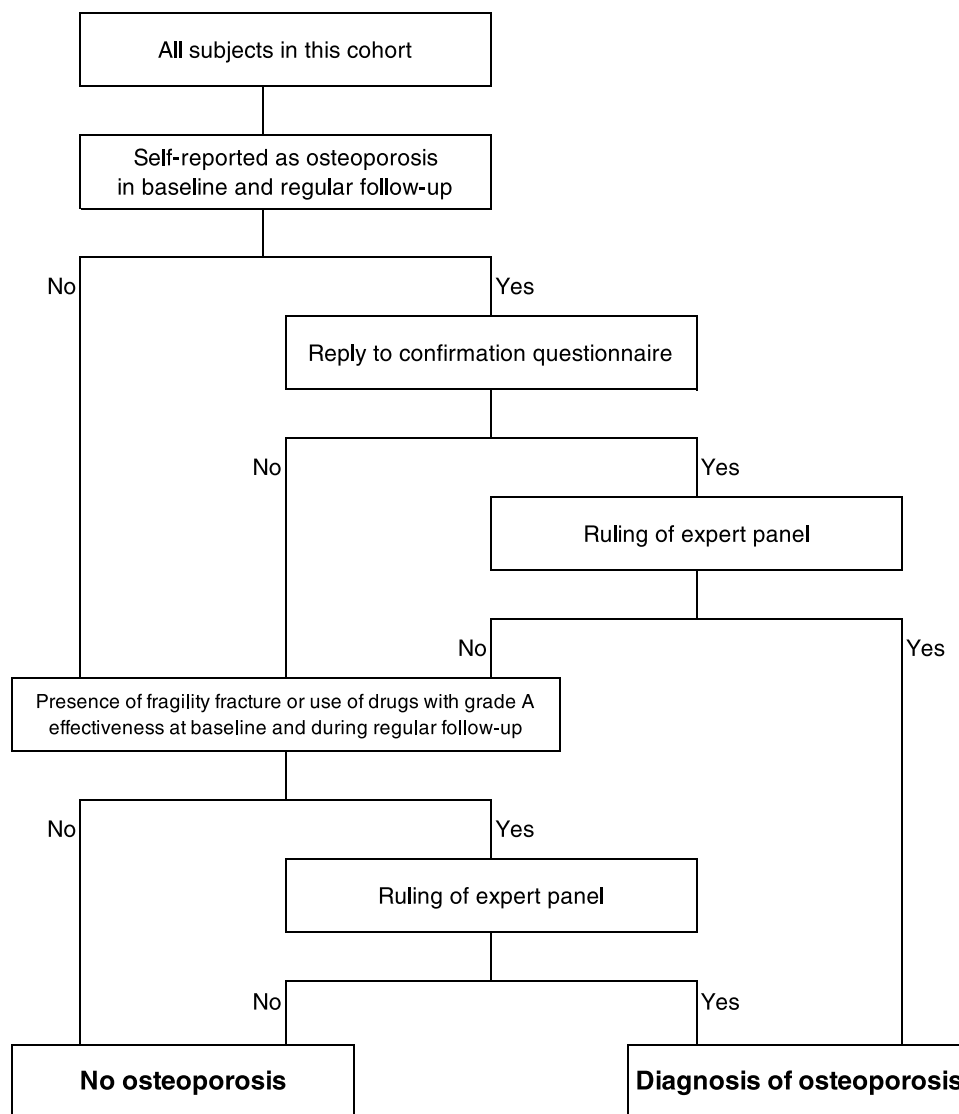 All subjects in this cohort
Self-reported as osteoporosis
in baseline and regular follow-up
No
Yes
Reply to confirmation questionnaire
No
Yes
Ruling of expert panel
No
Yes
Presence of fragility fracture or use of drugs with grade A
effectiveness at baseline and during regular follow-up
No
Yes
Ruling of expert panel
No
Yes
No osteoporosis
Diagnosis of osteoporosis